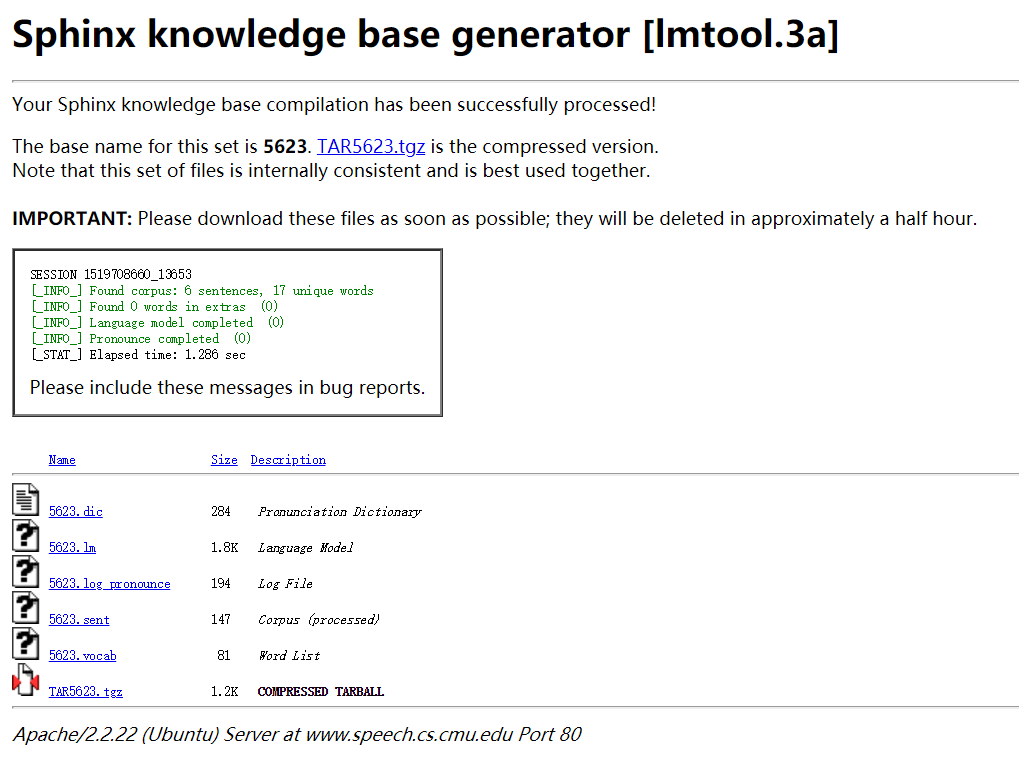 Sphinx knowledge base generator [lmtool.3a]
Your Sphinx knowledge base compilation has been successfully processed!
The base name for this set is 5623. TAR5623.tgz is the compressed version.
Note that this set of files is internally consistent and is best used together.
IMPORTANT: Please download these files as soon as possible; they will be deleted in approximately a half hour.
SESSION 1519708660_13653
[_INFO_] Found corpus: 6 sentences, 17 unique words
[_INFO_] Found 0 words in extras (0)
[_INFO_] Language model completed (0)
[_INFO_] Pronounce completed (0)
[_STAT_] Elapsed time: 1.286 sec
Please include these messages in bug reports.
Name Size Description
5623.dic 284 Pronunciation Dictionary
5623.lm 1.8K Language Model
5623.log_pronounce 194 Log File
5623.sent 147 Corpus (processed)
5623.vocab 81 Word List
TAR5623.tgz 1.2K COMPRESSED TARBALL
Apache/2.2.22 (Ubuntu) Server at www.speech.cs.cmu.edu Port 80